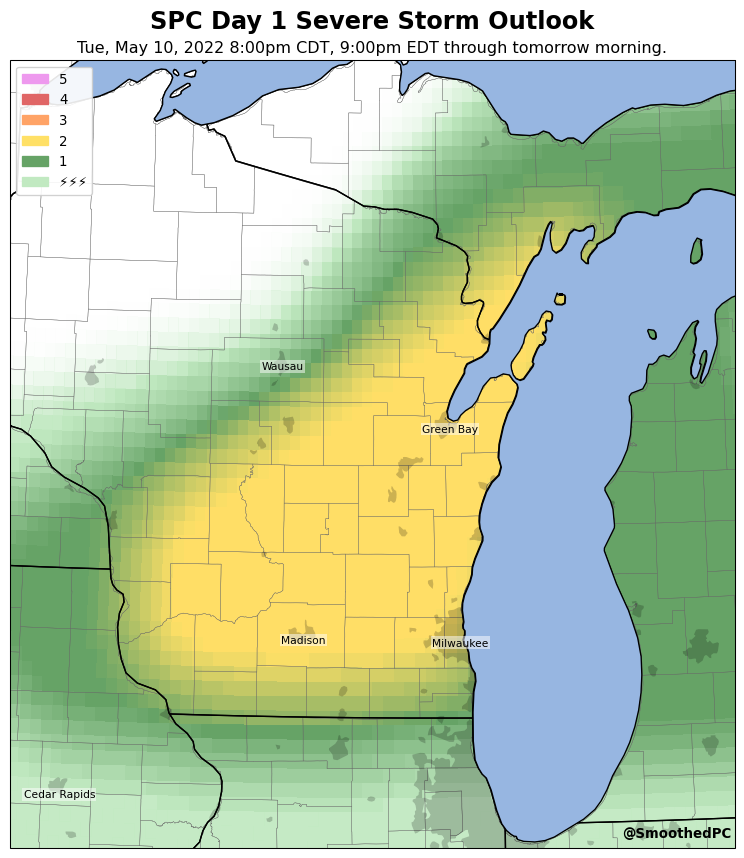 SPC Day 1 Severe Storm Outlook
Tue, May 10, 2022 8:00pm CDT, 9:00pm EDT through tomorrow morning.
5
4
3
2
1
⚡⚡⚡
Wausau
Green Bay
Madison
Milwaukee
Cedar Rapids
@SmoothedPC